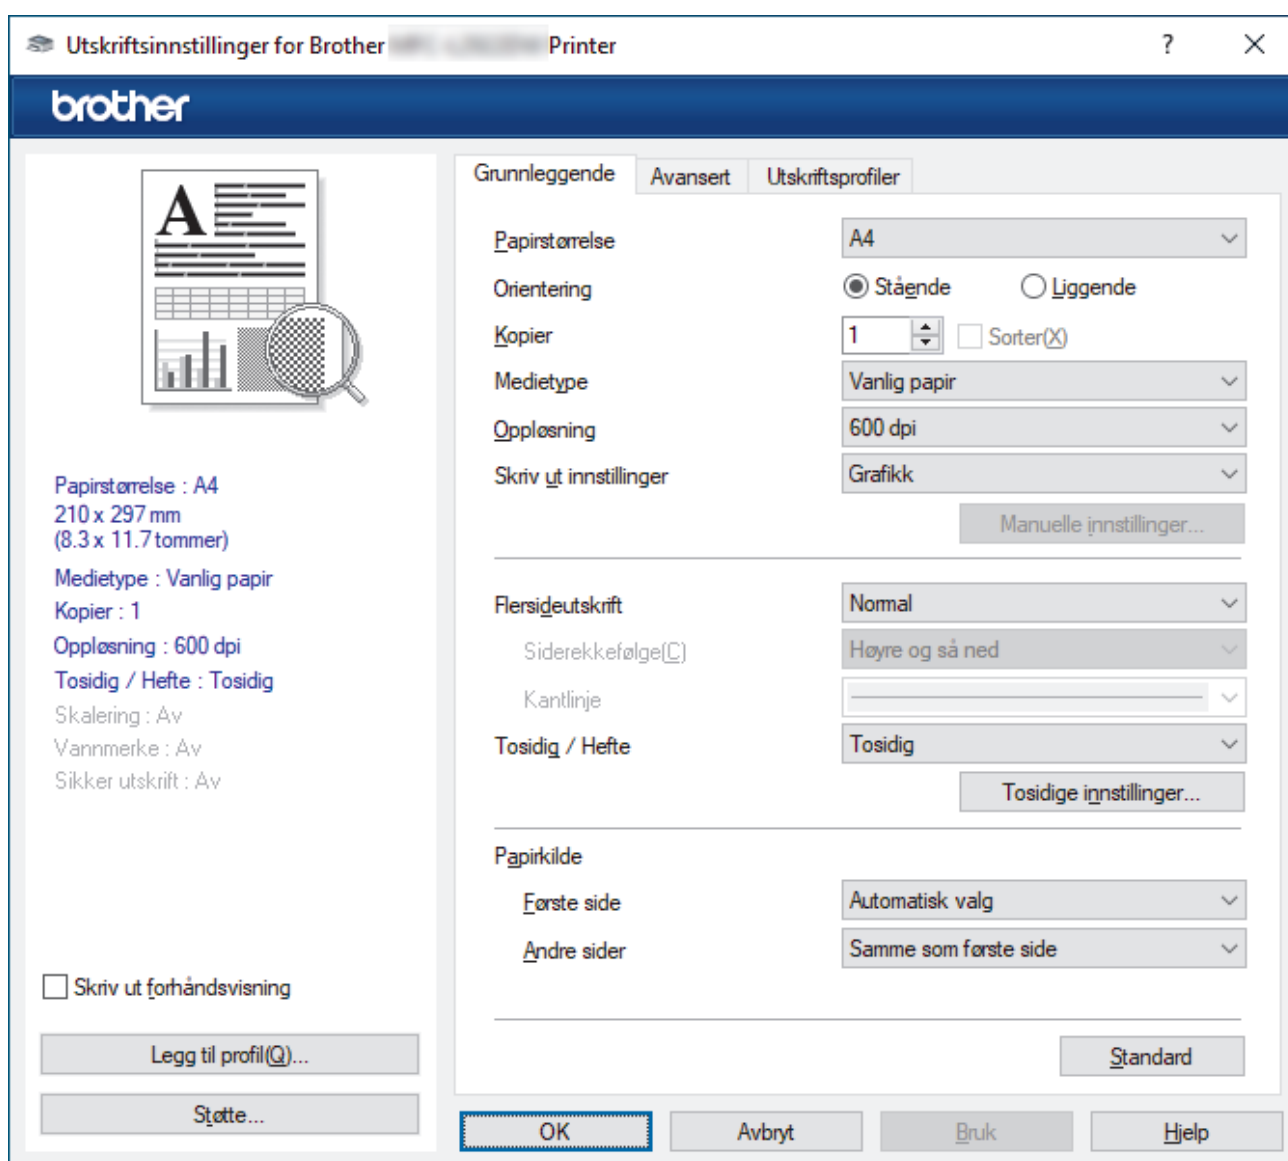 Utskriftsinnstillinger for Brother Printer
?
brother
A
Papirstørrelse : A4
210 x 297 mm
(8.3 x 11.7 tommer)
Medietype : Vanlig papir
Kopier : 1
Oppløsning : 600 dpi
Tosidig / Hefte : Tosidig
Skalering : Av
Vannmerke : Av
Sikker utskrift : Av
Skriv ut forhåndsvisning
Legg til profil(Q)...
Støtte...
Grunnleggende
Avansert
Utskriftsprofiler
Papirstørrelse A4
Orientering Stående Liggende
Kopier 1 Sorter(X)
Medietype Vanlig papir
Oppløsning 600 dpi
Skriv ut innstillinger Grafikk
Manuelle innstillinger...
Flersideutskrift Normal
Siderekkefølge(C) Høyre og så ned
Kantlinje
Tosidig / Hefte Tosidig
Tosidige innstillinger...
Papirkilde
Første side Automatisk valg
Andre sider Samme som første side
Standard
OK
Avbryt
Bruk
Hjelp